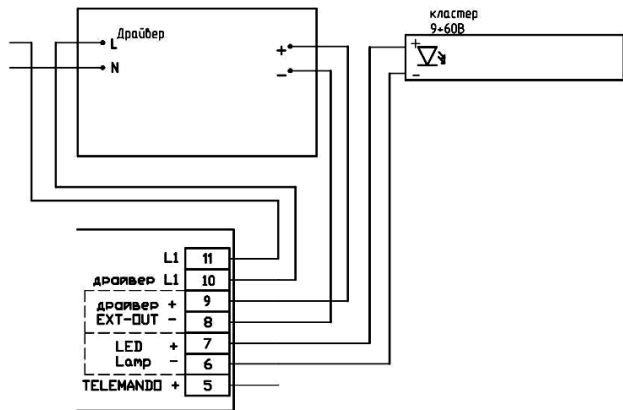 Драйвер
L
N
+
−
кластер
9÷60В
+
−
L1 11
драйвер L1 10
драйвер + 9
EXT-OUT − 8
LED + 7
Lamp − 6
TELEMANDO + 5